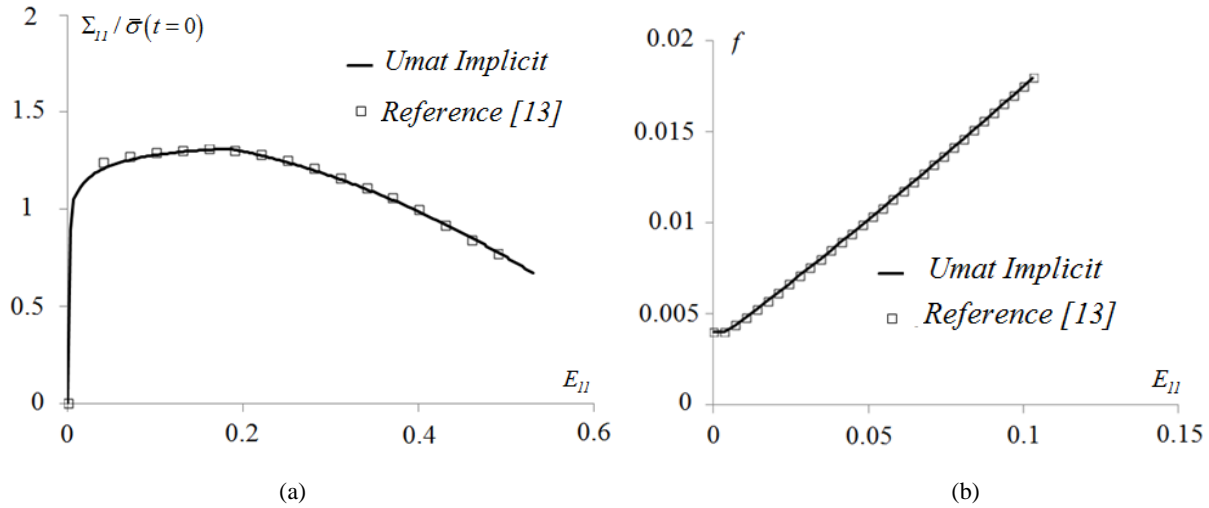 2
Σ11 / σ̄(t = 0)
Umat Implicit
Reference [13]
1.5
1
0.5
0
E11
0
0.2
0.4
0.6
(a)
0.02
f
0.015
0.01
Umat Implicit
Reference [13]
0.005
0
E11
0
0.05
0.1
0.15
(b)